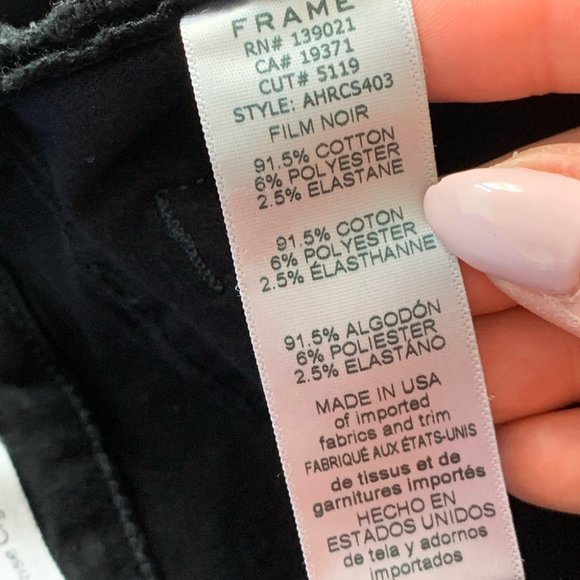 FRAME
RN# 139021
CA# 19371
CUT# 5119
STYLE: AHRCS403
FILM NOIR
91.5% COTTON
6% POLYESTER
2.5% ELASTANE
91.5% COTON
6% POLYESTER
2.5% ÉLASTHANNE
91.5% ALGODÓN
6% POLIESTER
2.5% ELASTANO
MADE IN USA
of imported
fabrics and trim
FABRIQUÉ AUX ÉTATS-UNIS
de tissus et de
garnitures importés
HECHO EN
ESTADOS UNIDOS
de tela y adornos
importados